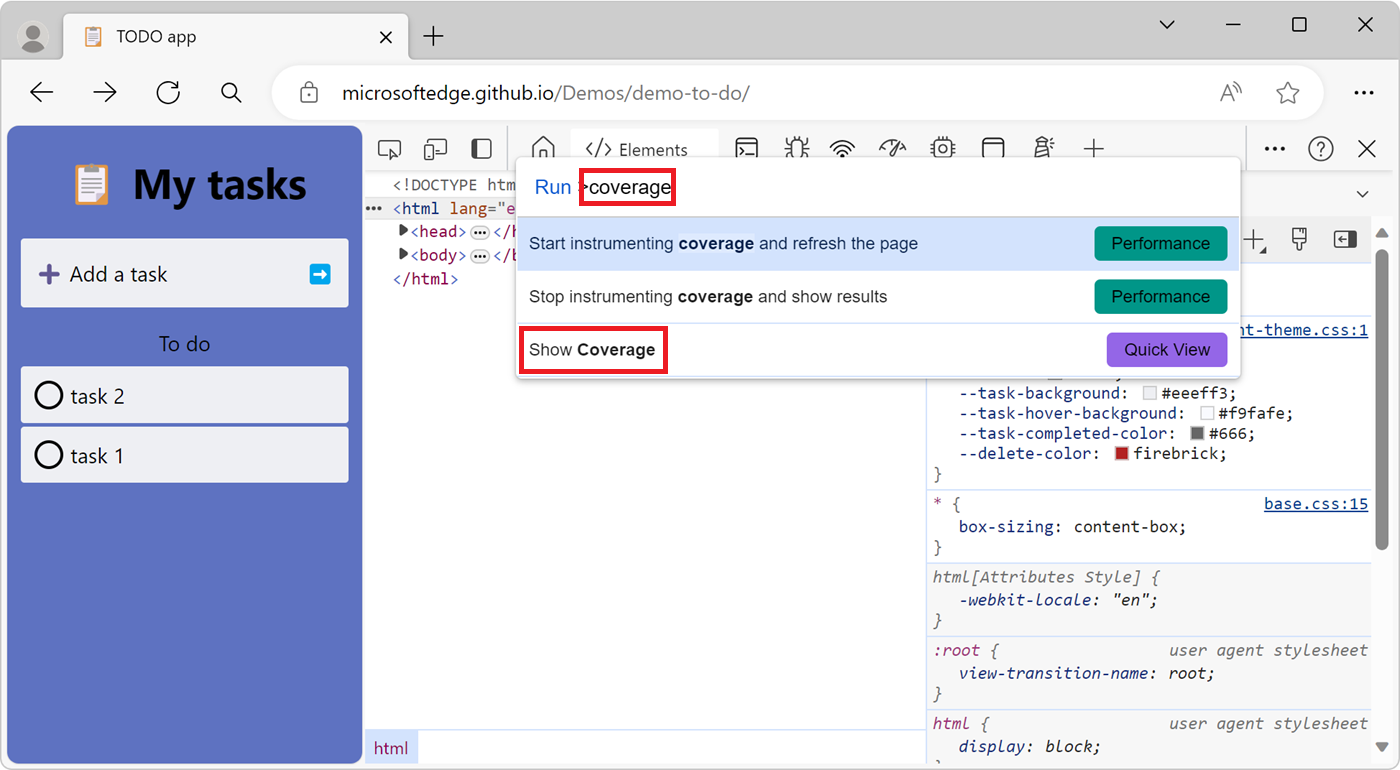 TODO app
microsoftedge.github.io/Demos/demo-to-do/
My tasks
Add a task
To do
task 2
task 1
Elements
<!DOCTYPE htm
<html lang="e
<head> </h
<body> </b
</html>
html
Run >coverage
Start instrumenting coverage and refresh the page Performance
Stop instrumenting coverage and show results Performance
Show Coverage Quick View
nt-theme.css:1
--task-background: #eeeff3;
--task-hover-background: #f9fafe;
--task-completed-color: #666;
--delete-color: firebrick;
}
* { base.css:15
box-sizing: content-box;
}
html[Attributes Style] {
-webkit-locale: "en";
}
:root { user agent stylesheet
view-transition-name: root;
}
html { user agent stylesheet
display: block;